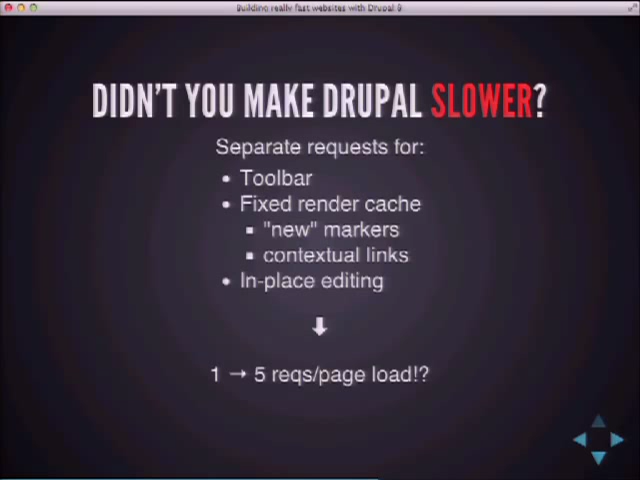 Building really fast websites with Drupal 8
DIDN'T YOU MAKE DRUPAL SLOWER?
Separate requests for:
• Toolbar
• Fixed render cache
▪ "new" markers
▪ contextual links
• In-place editing
⬇
1 → 5 reqs/page load!?